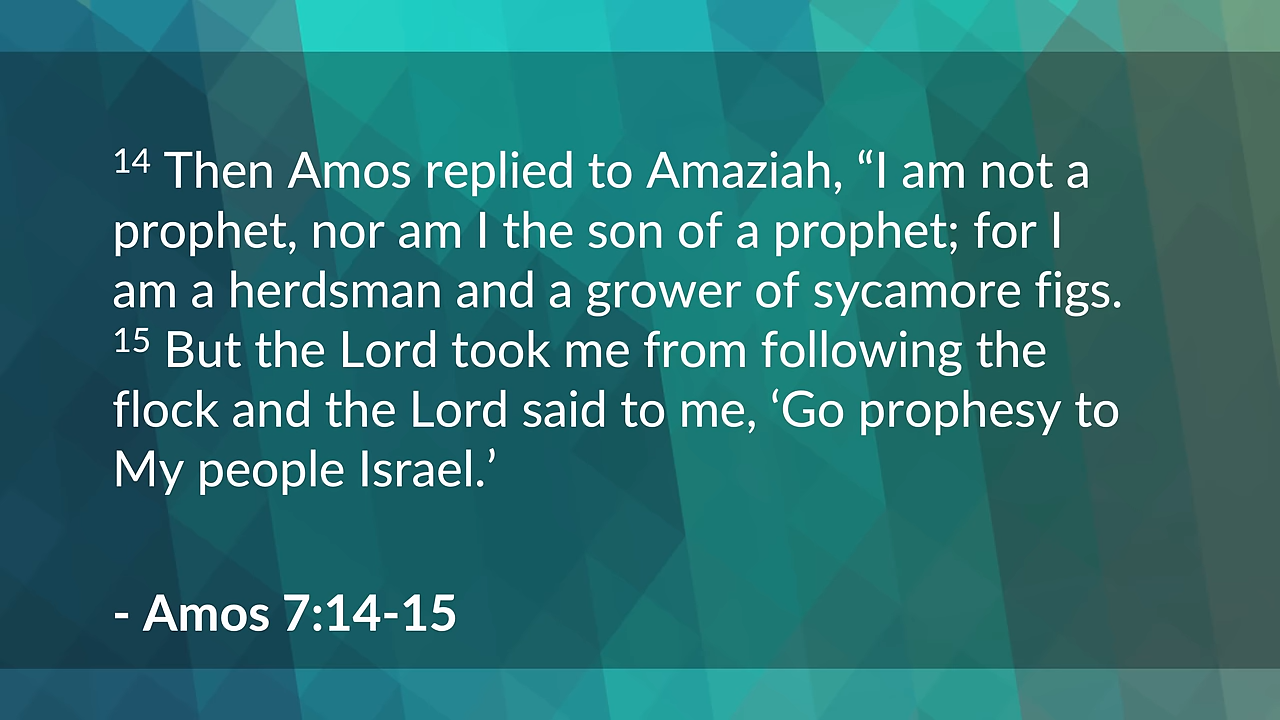 14 Then Amos replied to Amaziah, “I am not a
prophet, nor am I the son of a prophet; for I
am a herdsman and a grower of sycamore figs.
15 But the Lord took me from following the
flock and the Lord said to me, ‘Go prophesy to
My people Israel.’
- Amos 7:14-15